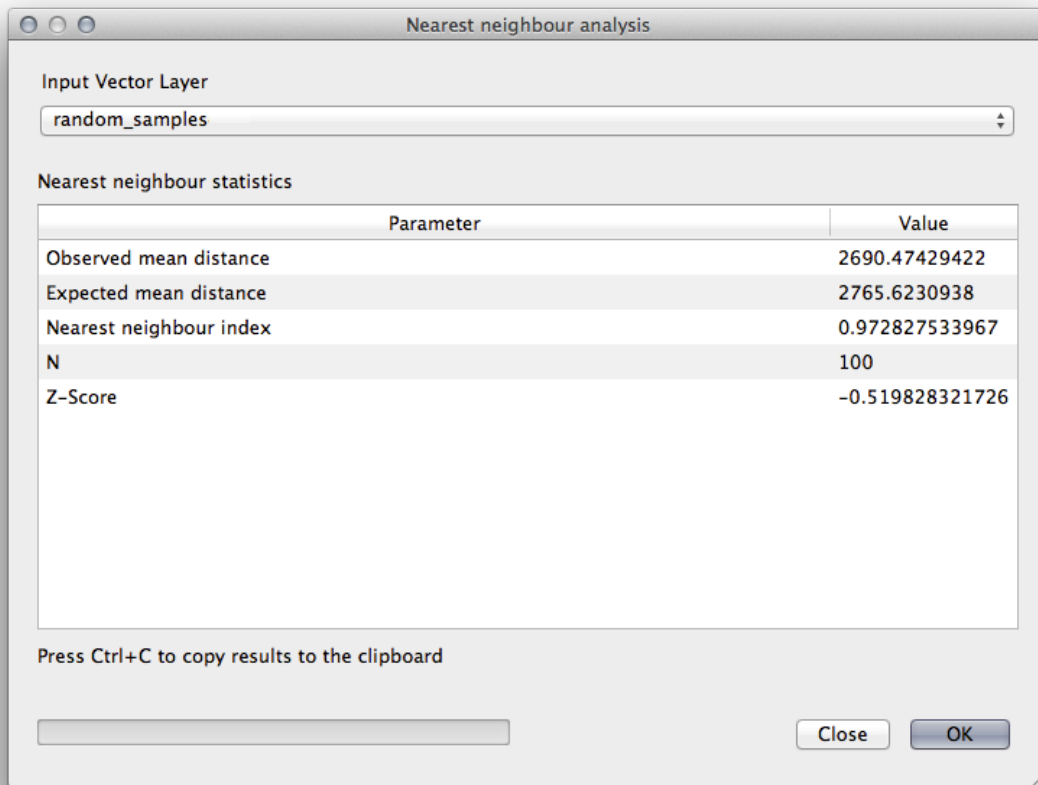 Nearest neighbour analysis
Input Vector Layer
random_samples
Nearest neighbour statistics
Parameter Value
Observed mean distance 2690.47429422
Expected mean distance 2765.6230938
Nearest neighbour index 0.972827533967
N 100
Z-Score -0.519828321726
Press Ctrl+C to copy results to the clipboard
Close OK